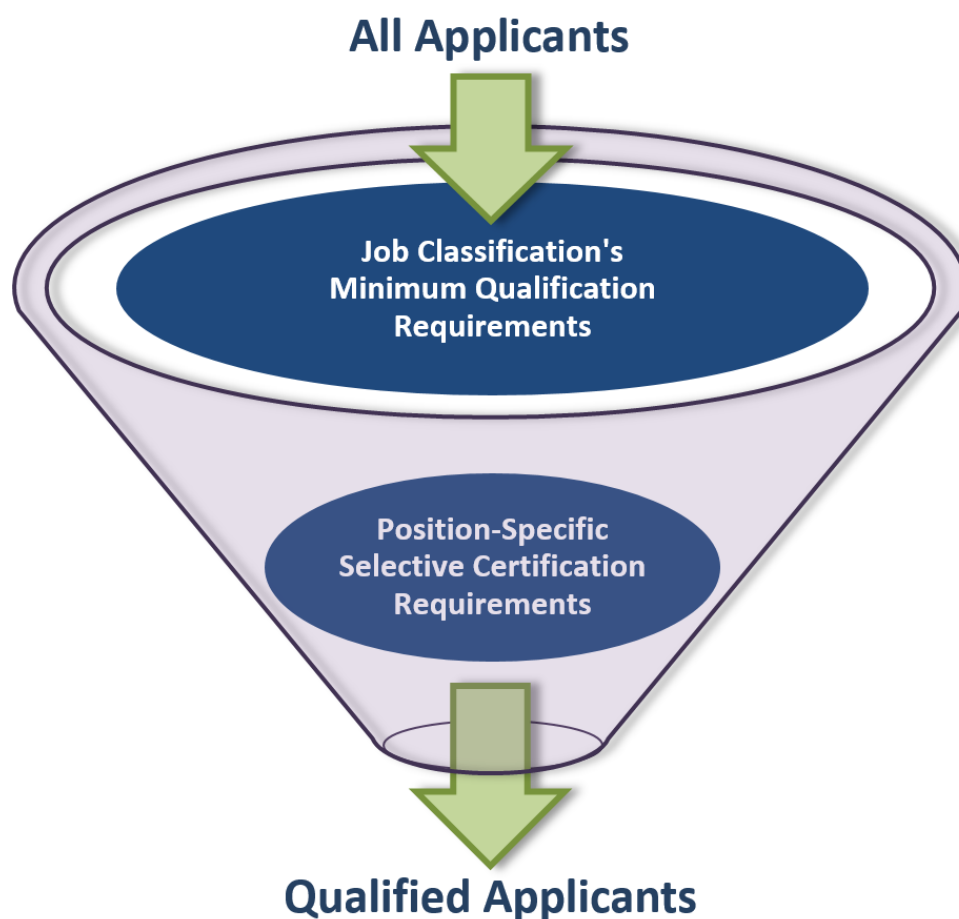 All Applicants
Job Classification's
Minimum Qualification
Requirements
Position-Specific
Selective Certification
Requirements
Qualified Applicants